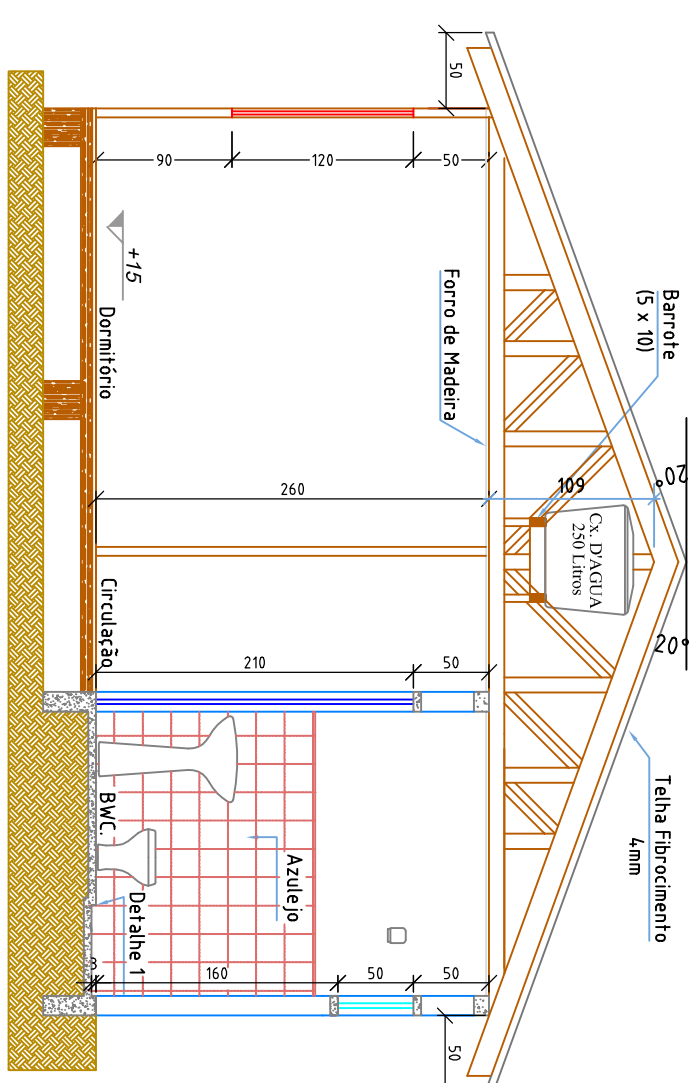 50
90
120
50
+15
Dormitório
Forro de Madeira
Barrote
(5 x 10)
20°
109
260
Cx. D'AGUA
250 Litros
20°
Circulação
210
50
Telha Fibrocimento
4mm
BWC.
Azulejo
Detalhe 1
3
160
50
50
50